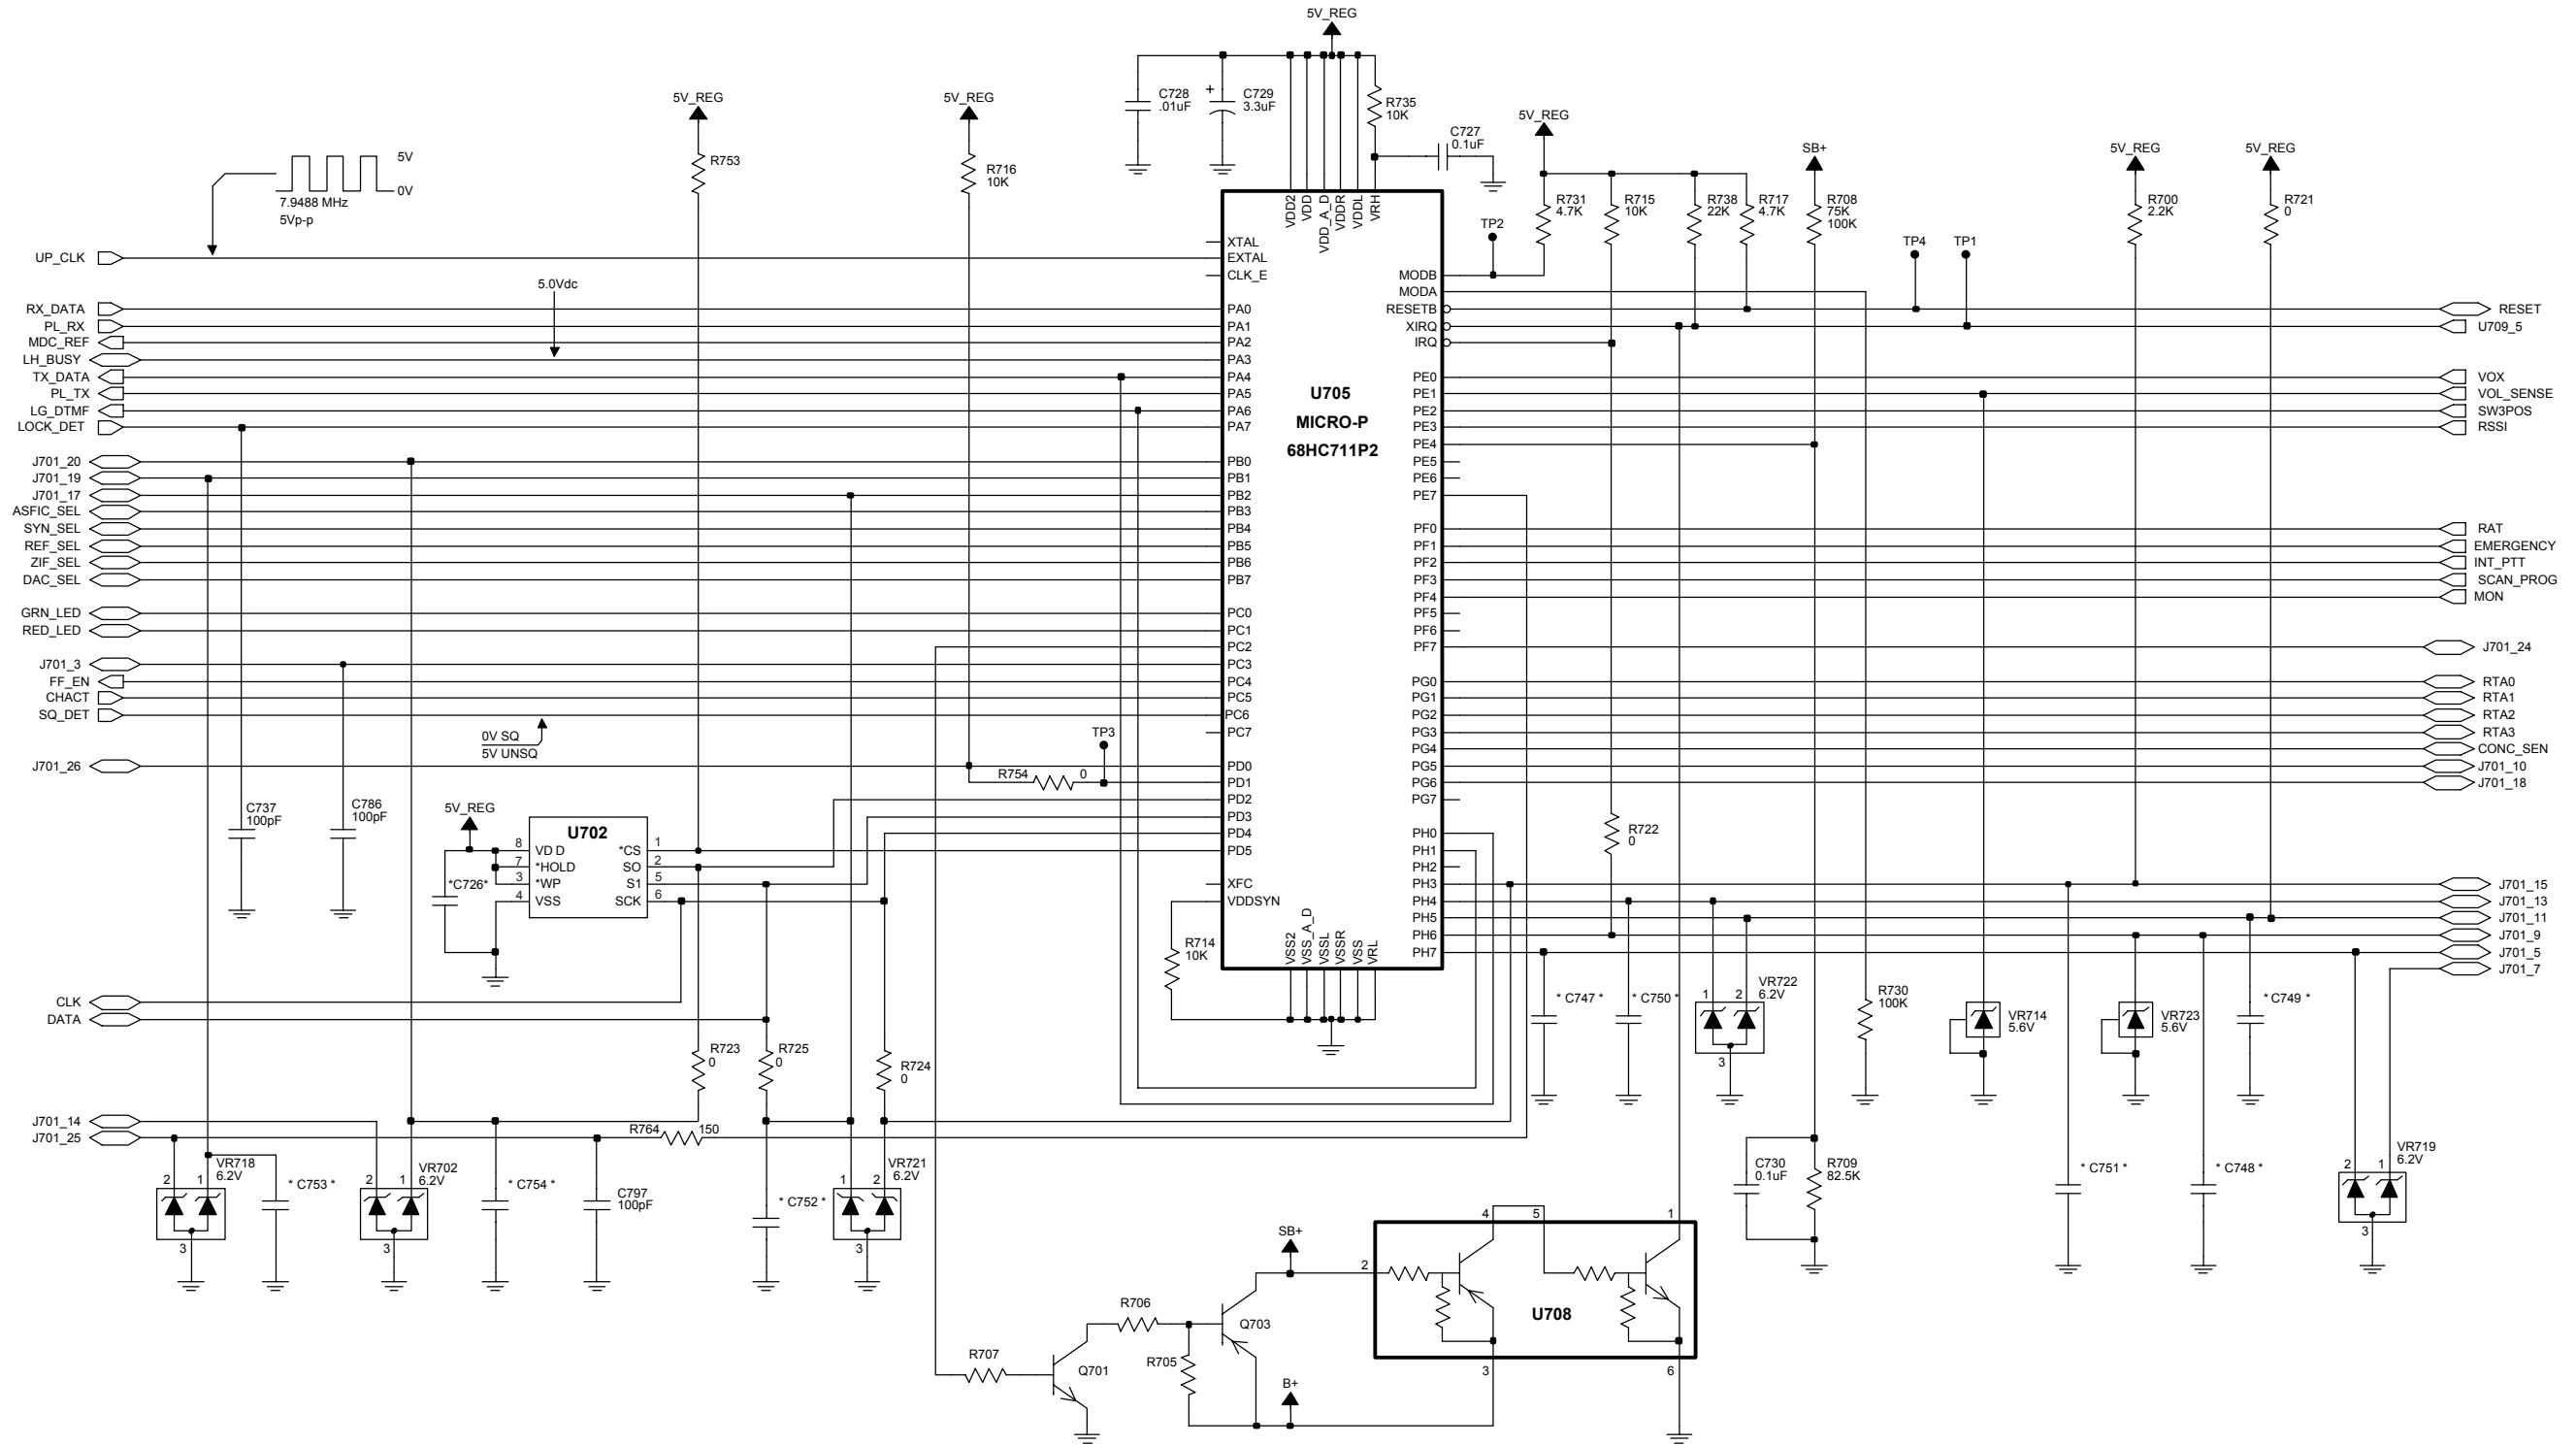 5V_REG
C728
.01uF
+
C729
3.3uF
R735
10K
C727
0.1uF
5V_REG
R753
5V_REG
R716
10K
5V
0V
7.9488 MHz
5Vp-p
5V_REG
R731
4.7K
R715
10K
R738
22K
R717
4.7K
SB+
R708
75K
100K
5V_REG
R700
2.2K
5V_REG
R721
0
TP2
TP4
TP1
TP3
5.0Vdc
0V SQ
5V UNSQ
UP_CLK
RX_DATA
PL_RX
MDC_REF
LH_BUSY
TX_DATA
PL_TX
LG_DTMF
LOCK_DET
J701_20
J701_19
J701_17
ASFIC_SEL
SYN_SEL
REF_SEL
ZIF_SEL
DAC_SEL
GRN_LED
RED_LED
J701_3
FF_EN
CHACT
SQ_DET
J701_26
CLK
DATA
J701_14
J701_25
VDD2
VDD
VDD_A_D
VDDR
VDDL
VRH
XTAL
EXTAL
CLK_E
PA0
PA1
PA2
PA3
PA4
PA5
PA6
PA7
PB0
PB1
PB2
PB3
PB4
PB5
PB6
PB7
PC0
PC1
PC2
PC3
PC4
PC5
PC6
PC7
PD0
PD1
PD2
PD3
PD4
PD5
XFC
VDDSYN
U705
MICRO-P
68HC711P2
VSS2
VSS_A_D
VSSL
VSSR
VSS
VRL
MODB
MODA
RESETB
XIRQ
IRQ
PE0
PE1
PE2
PE3
PE4
PE5
PE6
PE7
PF0
PF1
PF2
PF3
PF4
PF5
PF6
PF7
PG0
PG1
PG2
PG3
PG4
PG5
PG6
PG7
PH0
PH1
PH2
PH3
PH4
PH5
PH6
PH7
RESET
U709_5
VOX
VOL_SENSE
SW3POS
RSSI
RAT
EMERGENCY
INT_PTT
SCAN_PROG
MON
J701_24
RTA0
RTA1
RTA2
RTA3
CONC_SEN
J701_10
J701_18
J701_15
J701_13
J701_11
J701_9
J701_5
J701_7
R754
0
C737
100pF
C786
100pF
5V_REG
*C726*
U702
8
VD D
7
*HOLD
3
*WP
4
VSS
*CS
1
SO
2
S1
5
SCK
6
R714
10K
R722
0
R723
0
R725
0
R724
0
R764
150
* C747 *
* C750 *
1
2
VR722
6.2V
3
R730
100K
VR714
5.6V
VR723
5.6V
* C749 *
2
1
VR718
6.2V
3
* C753 *
2
1
VR702
6.2V
3
* C754 *
C797
100pF
* C752 *
1
2
VR721
6.2V
3
C730
0.1uF
R709
82.5K
* C751 *
* C748 *
2
1
VR719
6.2V
3
SB+
2
4
5
1
U708
3
6
R706
Q703
R705
R707
Q701
B+